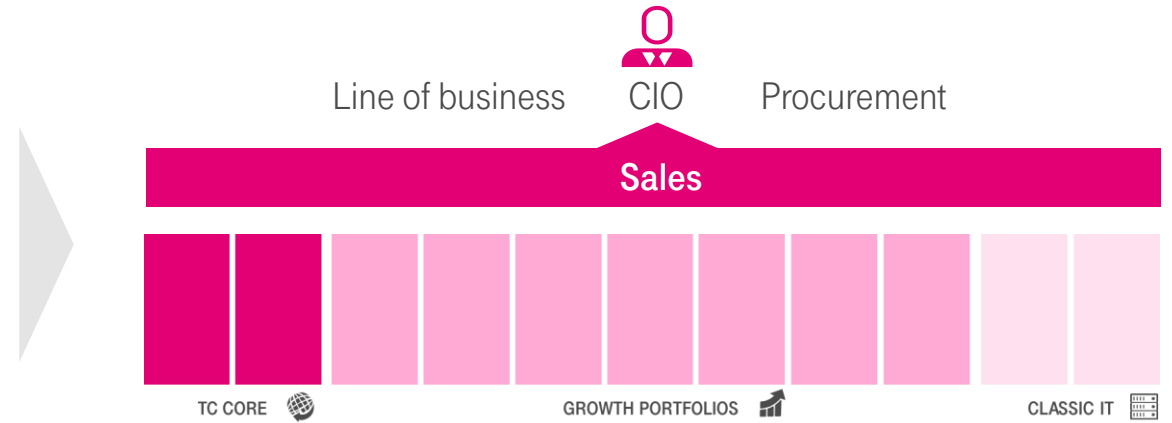 Line of business CIO Procurement
Sales
TC CORE GROWTH PORTFOLIOS CLASSIC IT